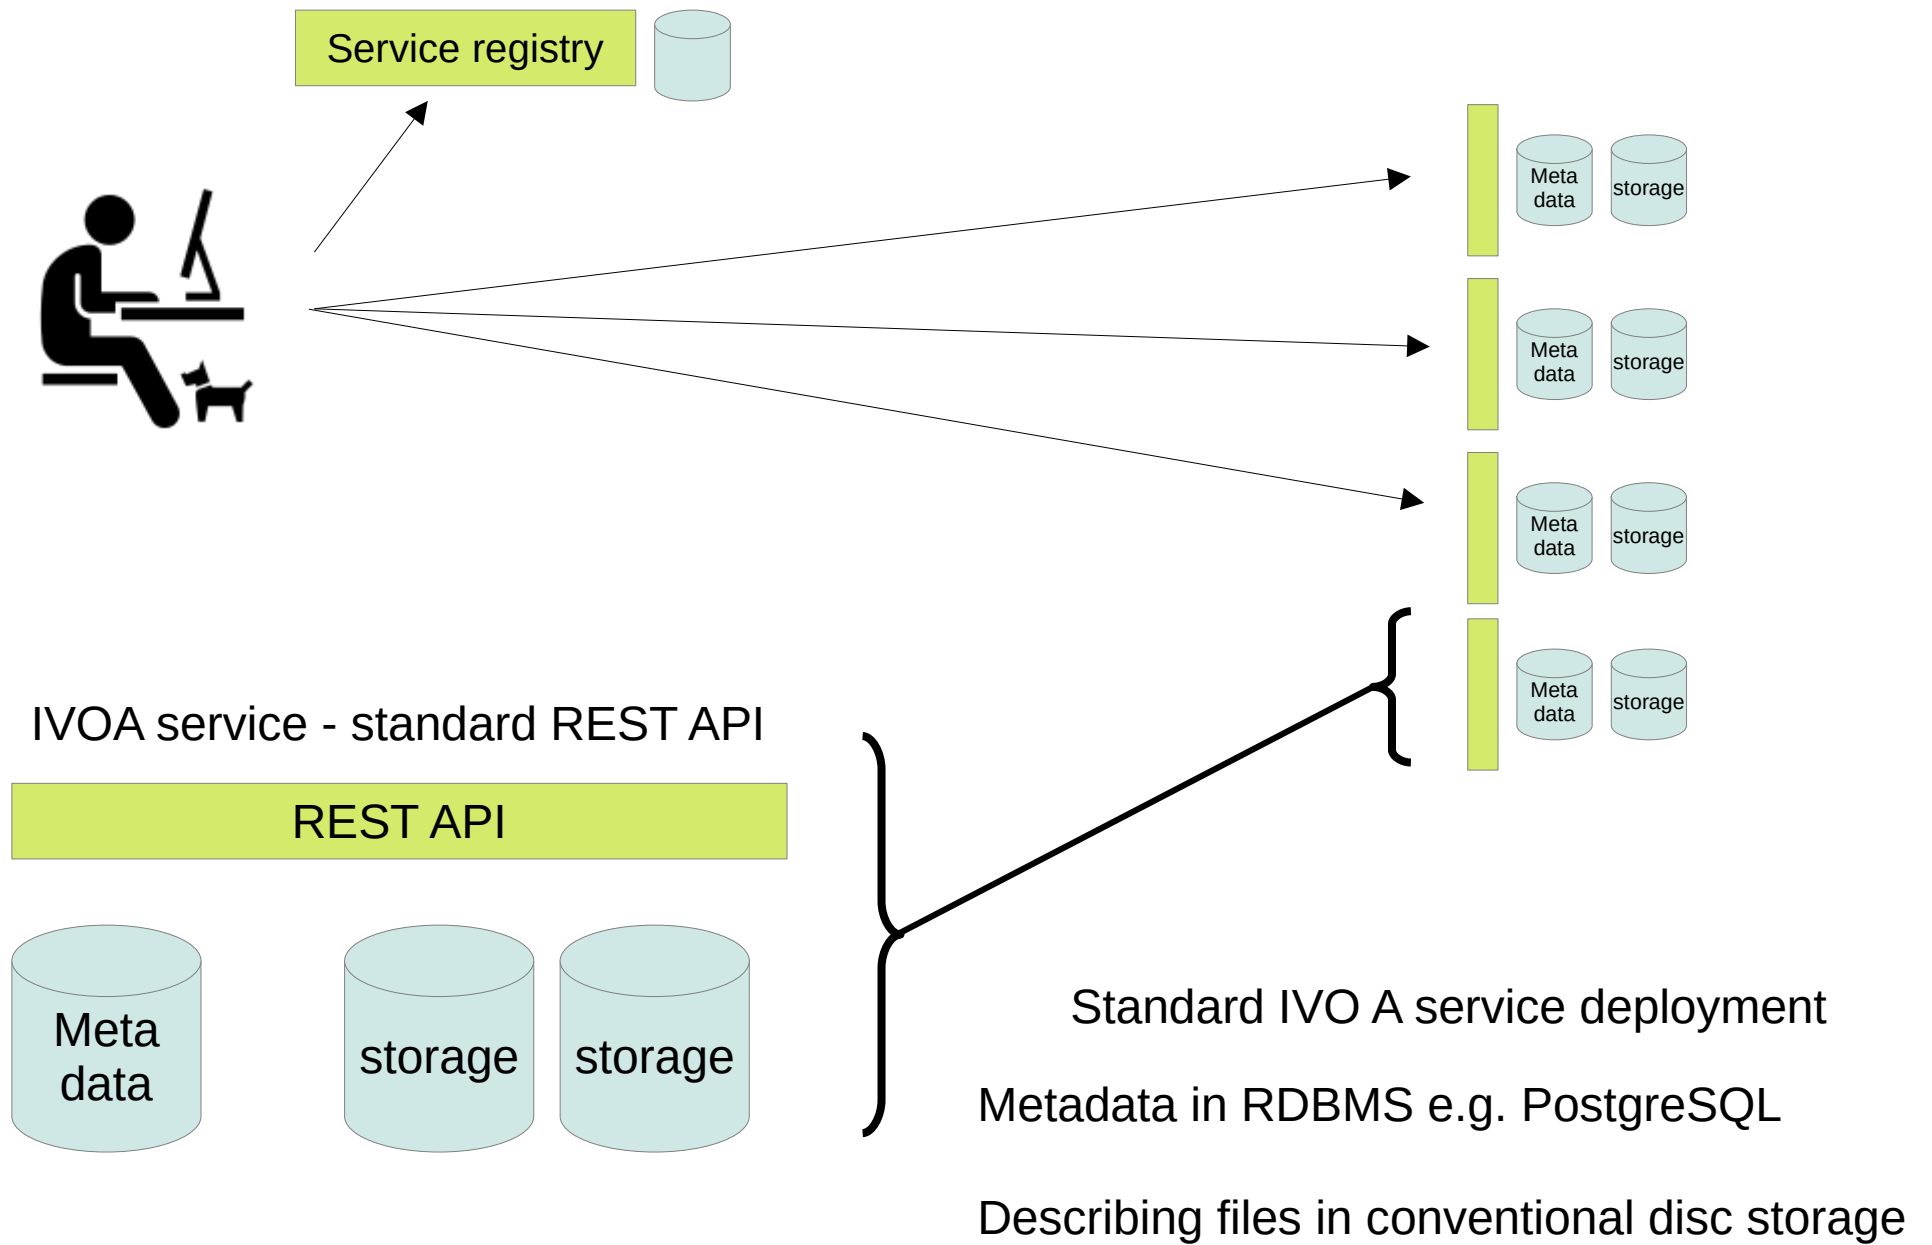 Service registry
Meta
data
storage
Meta
data
storage
Meta
data
storage
Meta
data
storage
IVOA service - standard REST API
REST API
Meta
data
storage
storage
Standard IVO A service deployment
Metadata in RDBMS e.g. PostgreSQL
Describing files in conventional disc storage